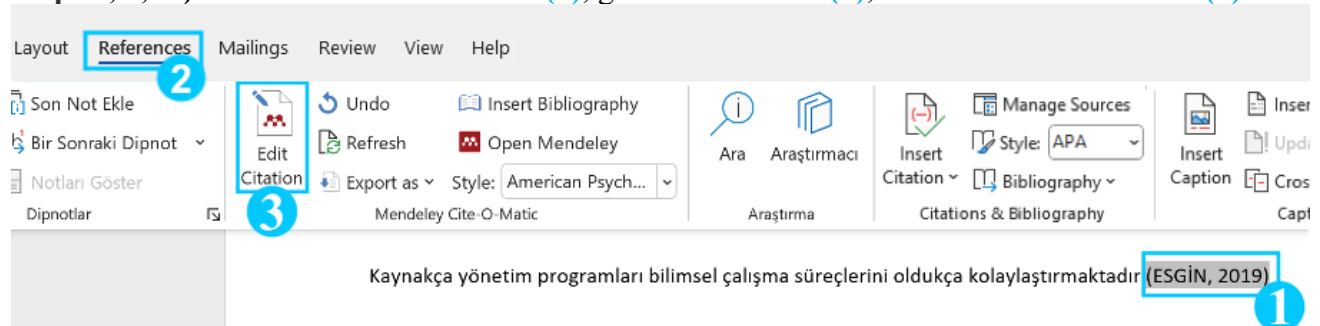 Layout References Mailings Review View Help
2
Son Not Ekle Undo Insert Bibliography Manage Sources
Bir Sonraki Dipnot Refresh Open Mendeley Style: APA
Notları Göster Edit Citation Export as Style: American Psych... Ara Araştırmacı Insert Citation Bibliography Insert Caption
Dipnotlar 3 Mendeley Cite-O-Matic Araştırma Citations & Bibliography
Kaynakça yönetim programları bilimsel çalışma süreçlerini oldukça kolaylaştırmaktadır (ESGİN, 2019)
1